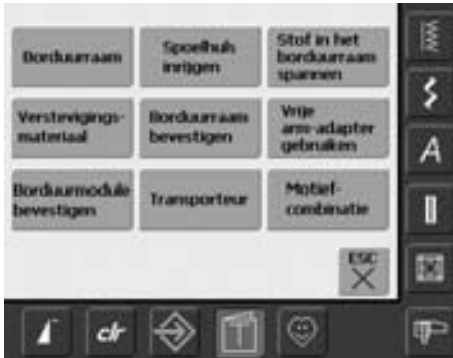 Borduurraam
Spoelhuls
inrijgen
Stof in het
borduurraam
spannen
Verstevigings-
materiaal
Borduurraam
bevestigen
Vrije
arm-adapter
gebruiken
Borduurmodule
bevestigen
Transporteur
Motief-
combinatie
ESC
A
clr